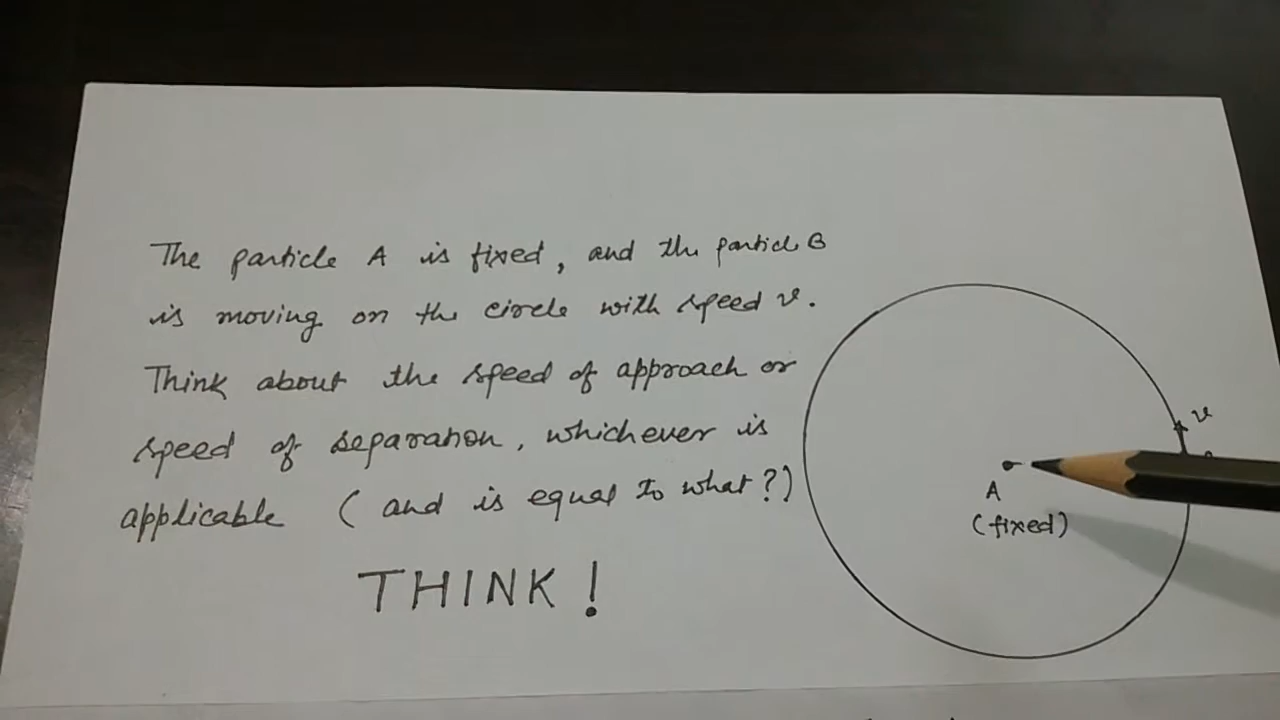 The particle A is fixed, and the particle B
is moving on the circle with speed v.
Think about the speed of approach or
speed of separation, whichever is
applicable ( and is equal to what?)
THINK!
v
A
(fixed)